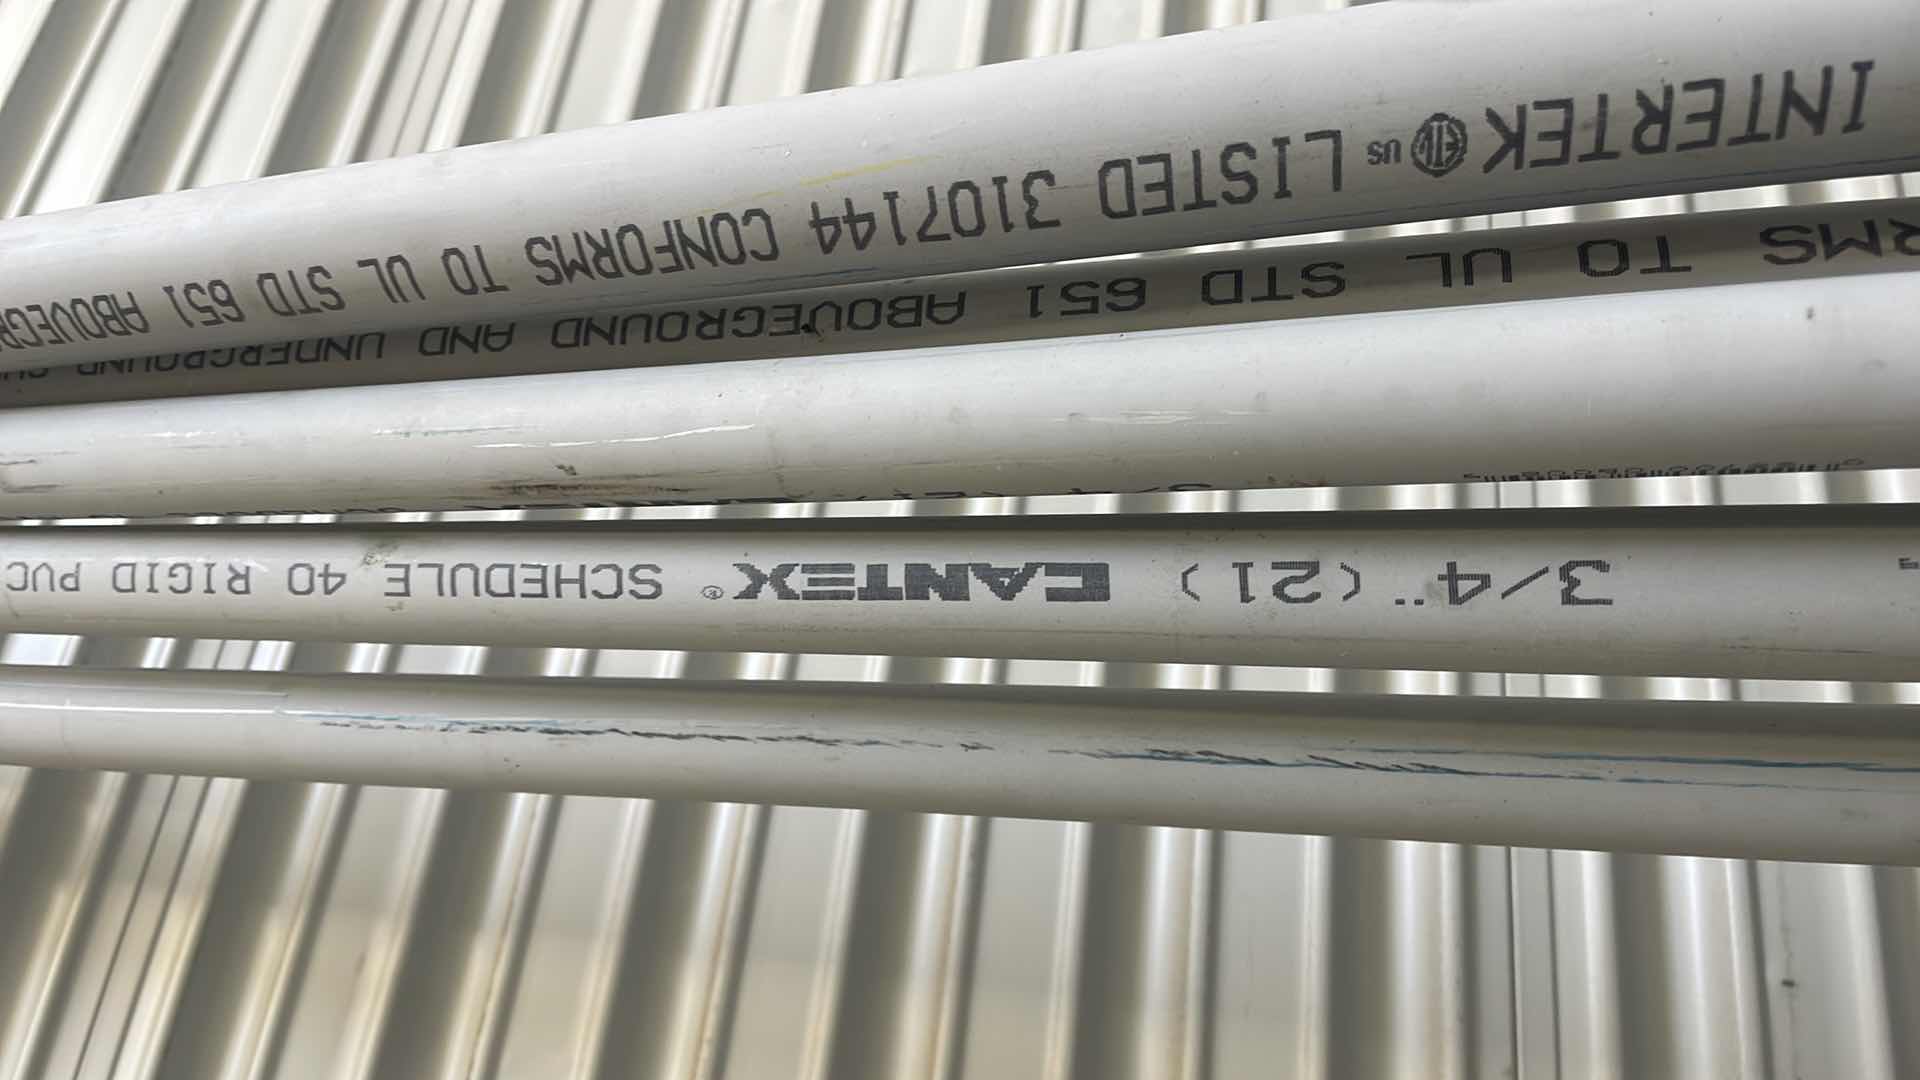 3/4" (21) CANTEX® SCHEDULE 40 RIGID PVC
RMS TO UL STD 651 ABOVEGROUND AND UNDERGROUND
INTERTEK ETL US LISTED 3107144 CONFORMS TO UL STD 651 ABOVEGR